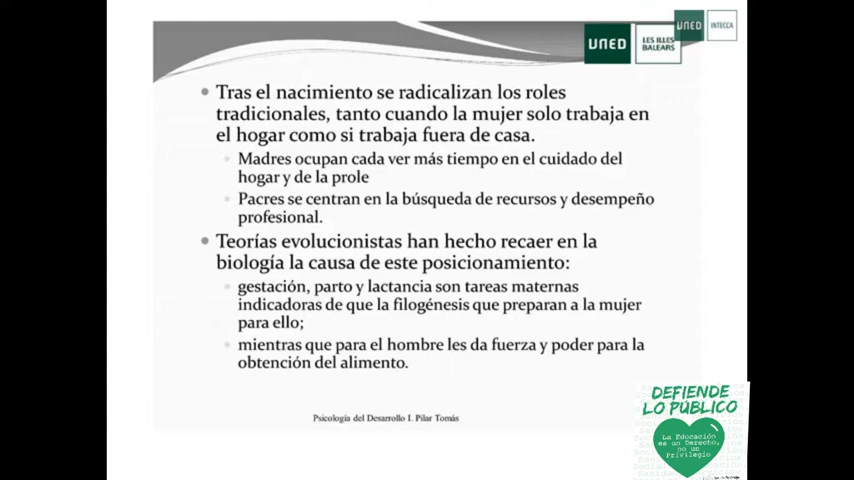 UNED
LES ILLES
BALEARS
UNED
INTECCA
Tras el nacimiento se radicalizan los roles
tradicionales, tanto cuando la mujer solo trabaja en
el hogar como si trabaja fuera de casa.
Madres ocupan cada ver más tiempo en el cuidado del
hogar y de la prole
Pacres se centran en la búsqueda de recursos y desempeño
profesional.
Teorías evolucionistas han hecho recaer en la
biología la causa de este posicionamiento:
gestación, parto y lactancia son tareas maternas
indicadoras de que la filogénesis que preparan a la mujer
para ello;
mientras que para el hombre les da fuerza y poder para la
obtención del alimento.
Psicología del Desarrollo I. Pilar Tomás
DEFIENDE
LO PÚBLICO
La Educación
es un Derecho,
no un
Privilegio